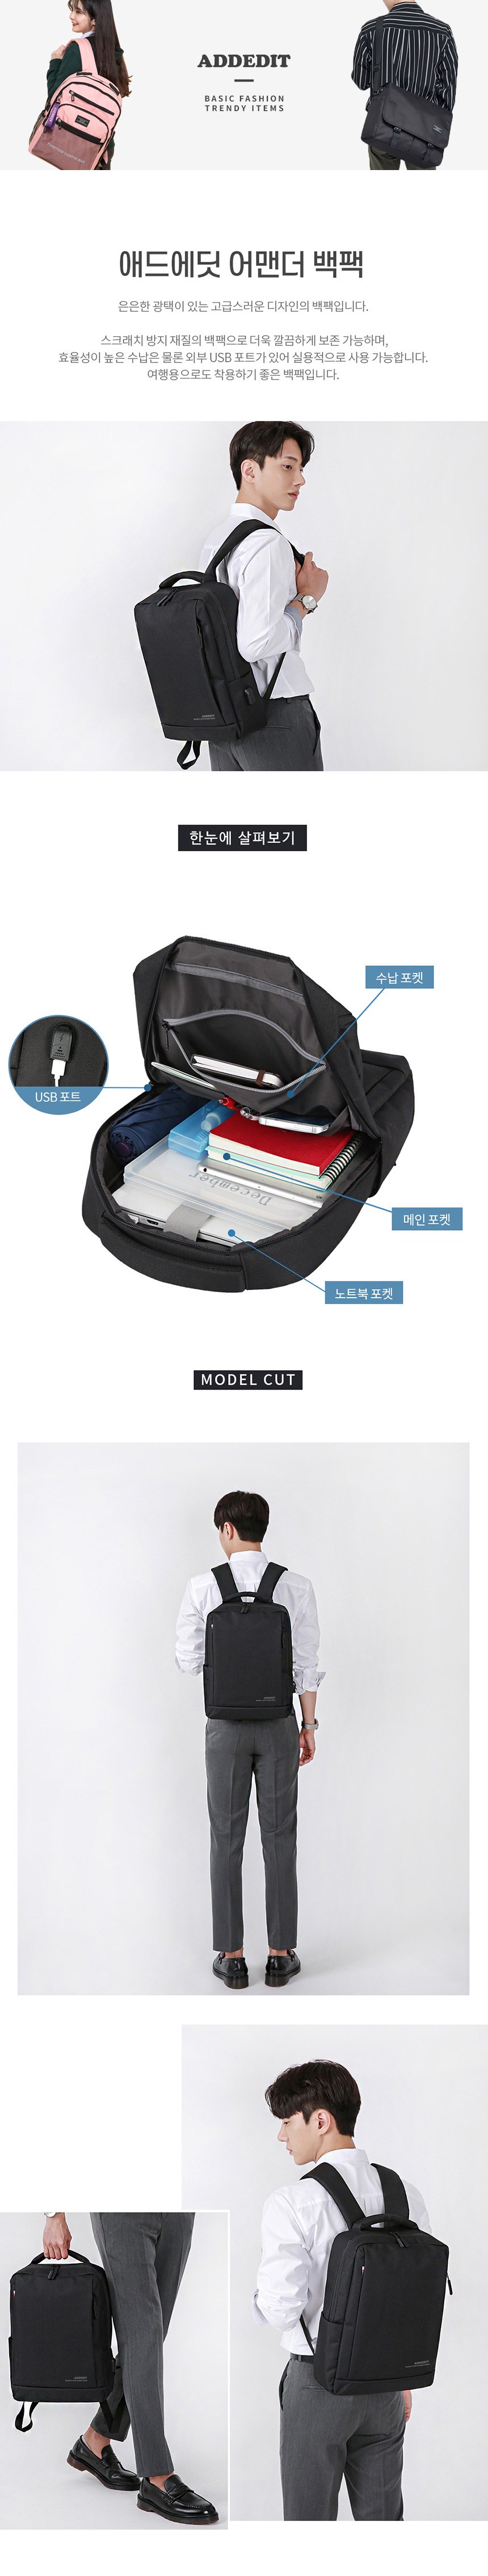 ADDEDIT
BASIC FASHION
TRENDY ITEMS
애드에딧 어맨더 백팩
은은한 광택이 있는 고급스러운 디자인의 백팩입니다.
스크래치 방지 재질의 백팩으로 더욱 깔끔하게 보존 가능하며,
효율성이 높은 수납은 물론 외부 USB 포트가 있어 실용적으로 사용 가능합니다.
여행용으로도 착용하기 좋은 백팩입니다.
ADDEDIT
한눈에 살펴보기
수납 포켓
USB 포트
December
메인 포켓
노트북 포켓
MODEL CUT
ADDEDIT
ADDEDIT
ADDEDIT